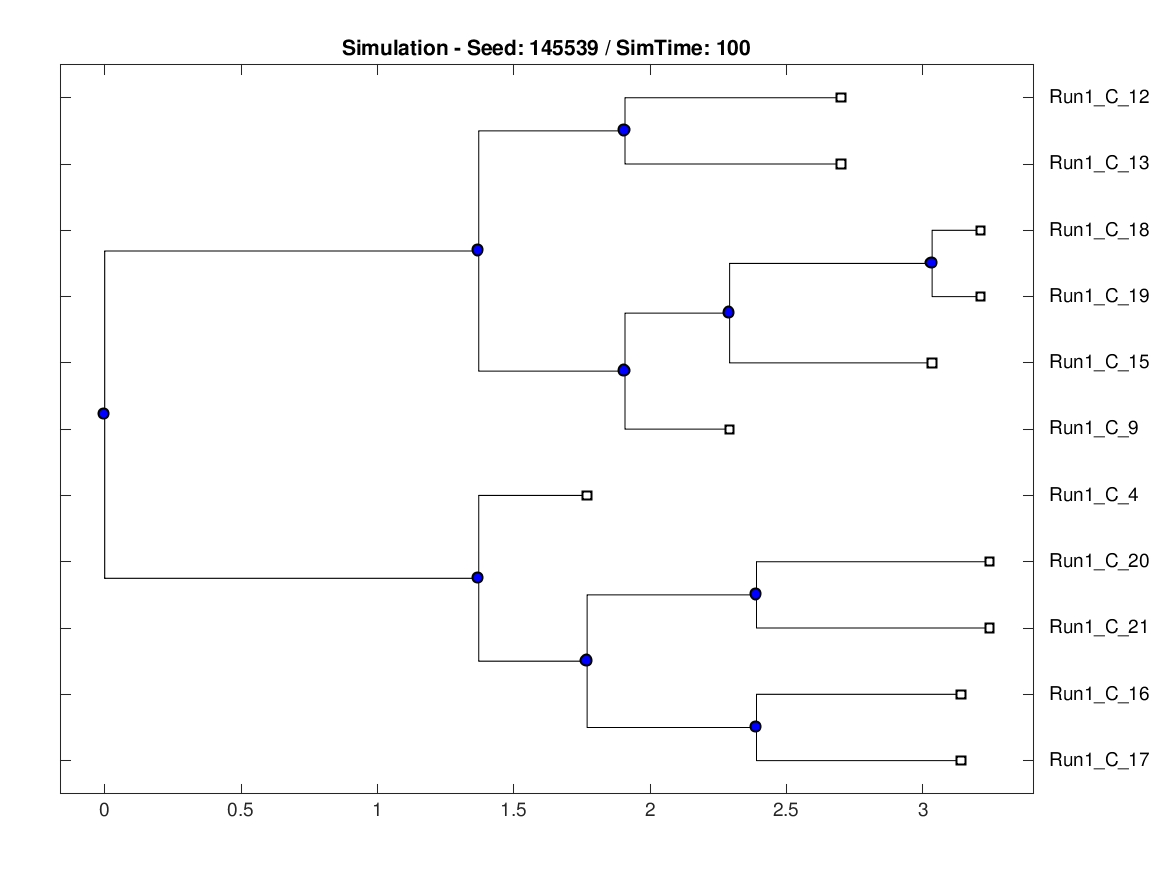 Simulation - Seed: 145539 / SimTime: 100
Run1_C_12
Run1_C_13
Run1_C_18
Run1_C_19
Run1_C_15
Run1_C_9
Run1_C_4
Run1_C_20
Run1_C_21
Run1_C_16
Run1_C_17
0 0.5 1 1.5 2 2.5 3